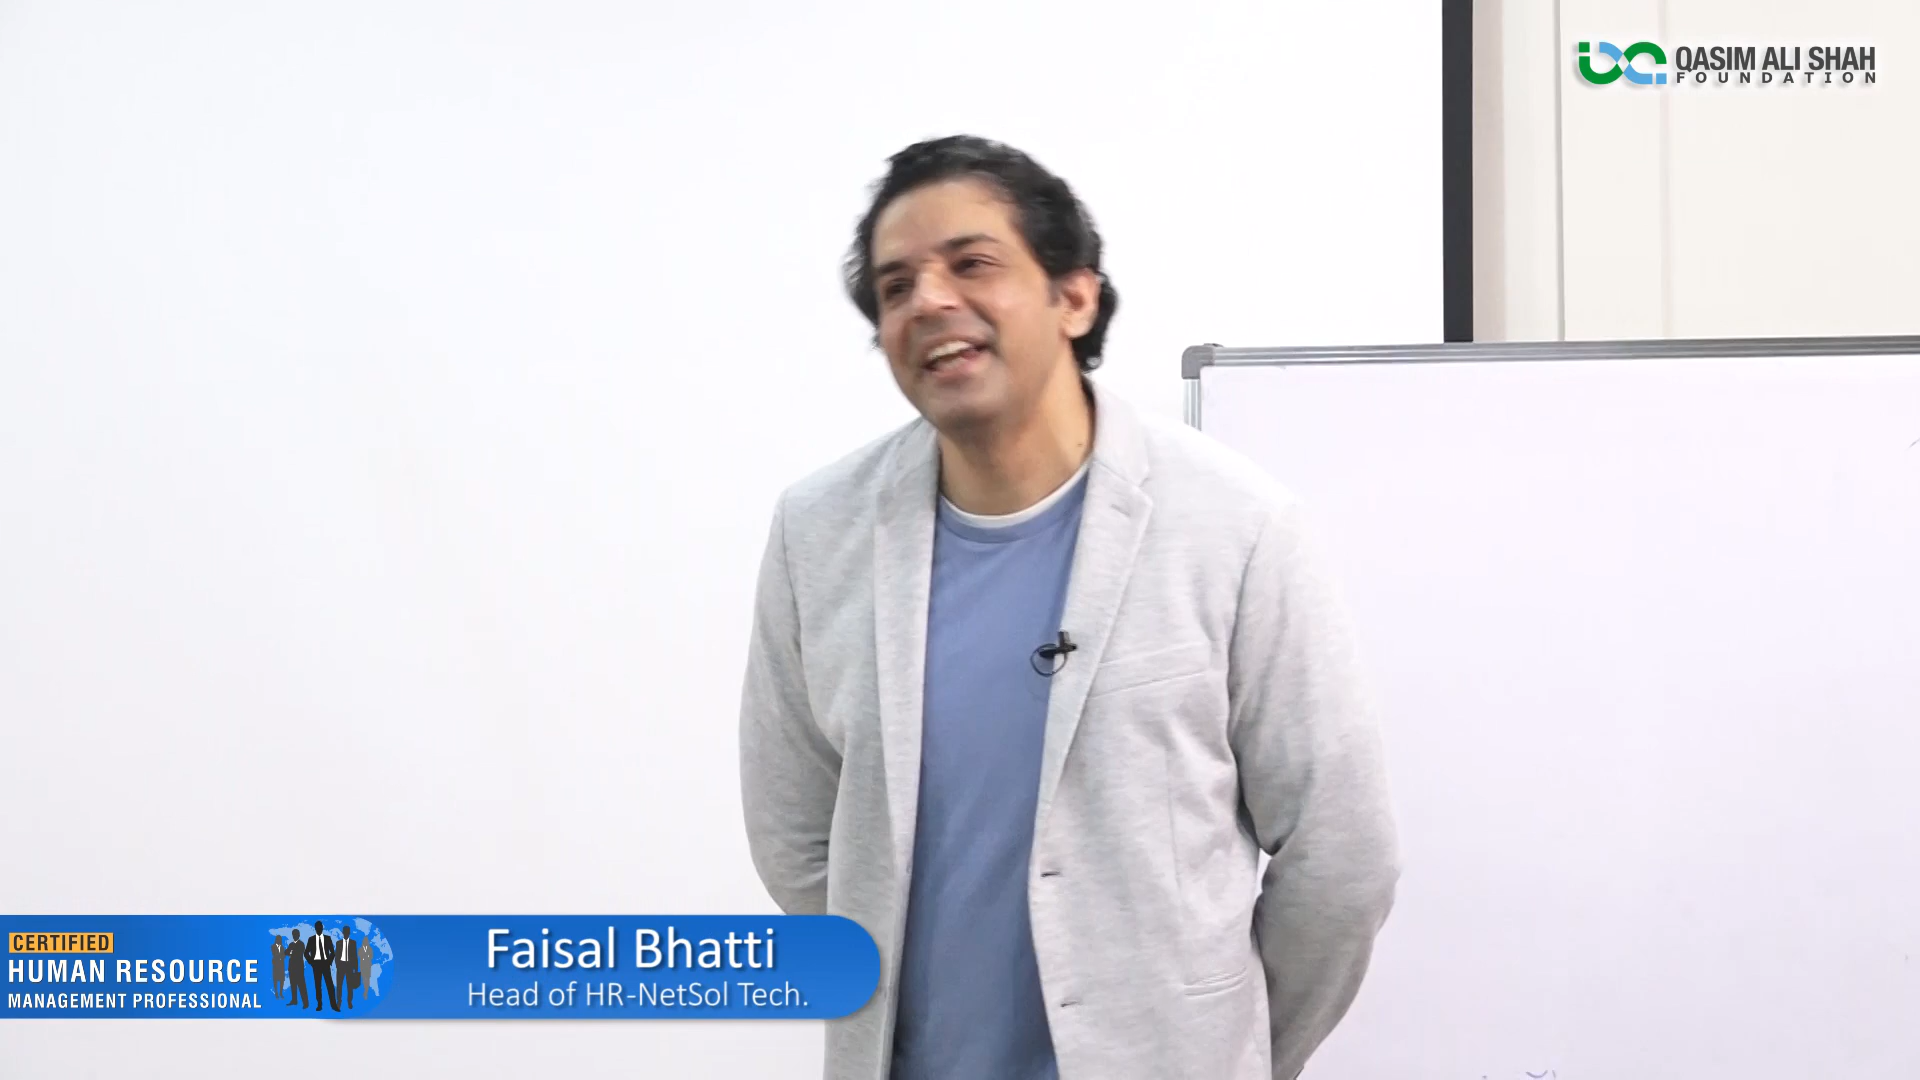 QASIM ALI SHAH
FOUNDATION
CERTIFIED
HUMAN RESOURCE
MANAGEMENT PROFESSIONAL
Faisal Bhatti
Head of HR-NetSol Tech.